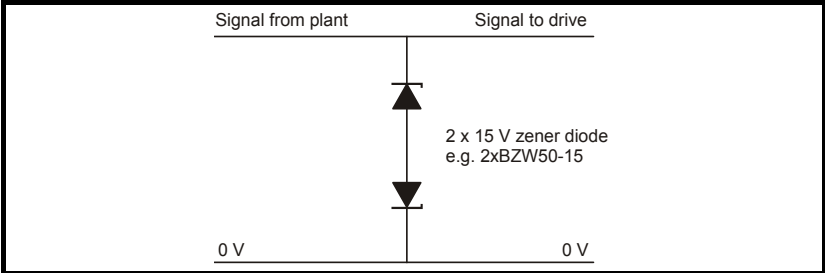 Signal from plant
Signal to drive
2 x 15 V zener diode
e.g. 2xBZW50-15
0 V
0 V